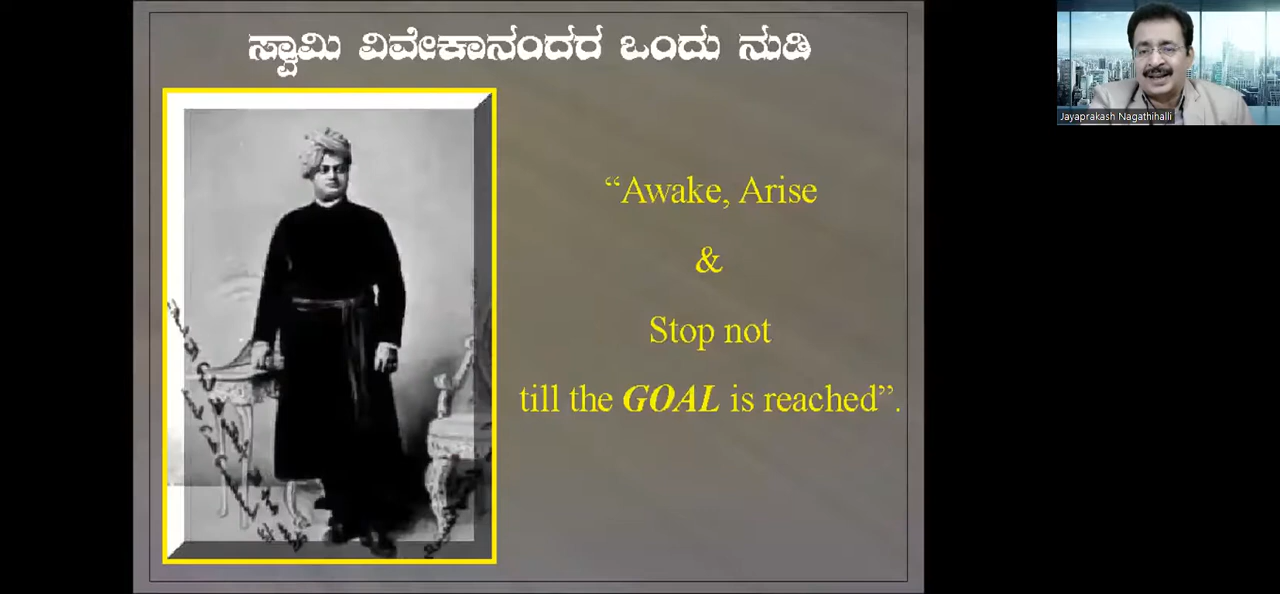 ಸ್ವಾಮಿ ವಿವೇಕಾನಂದರ ಒಂದು ನುಡಿ
“Awake, Arise
&
Stop not
till the GOAL is reached”.
Jayaprakash Nagathihalli